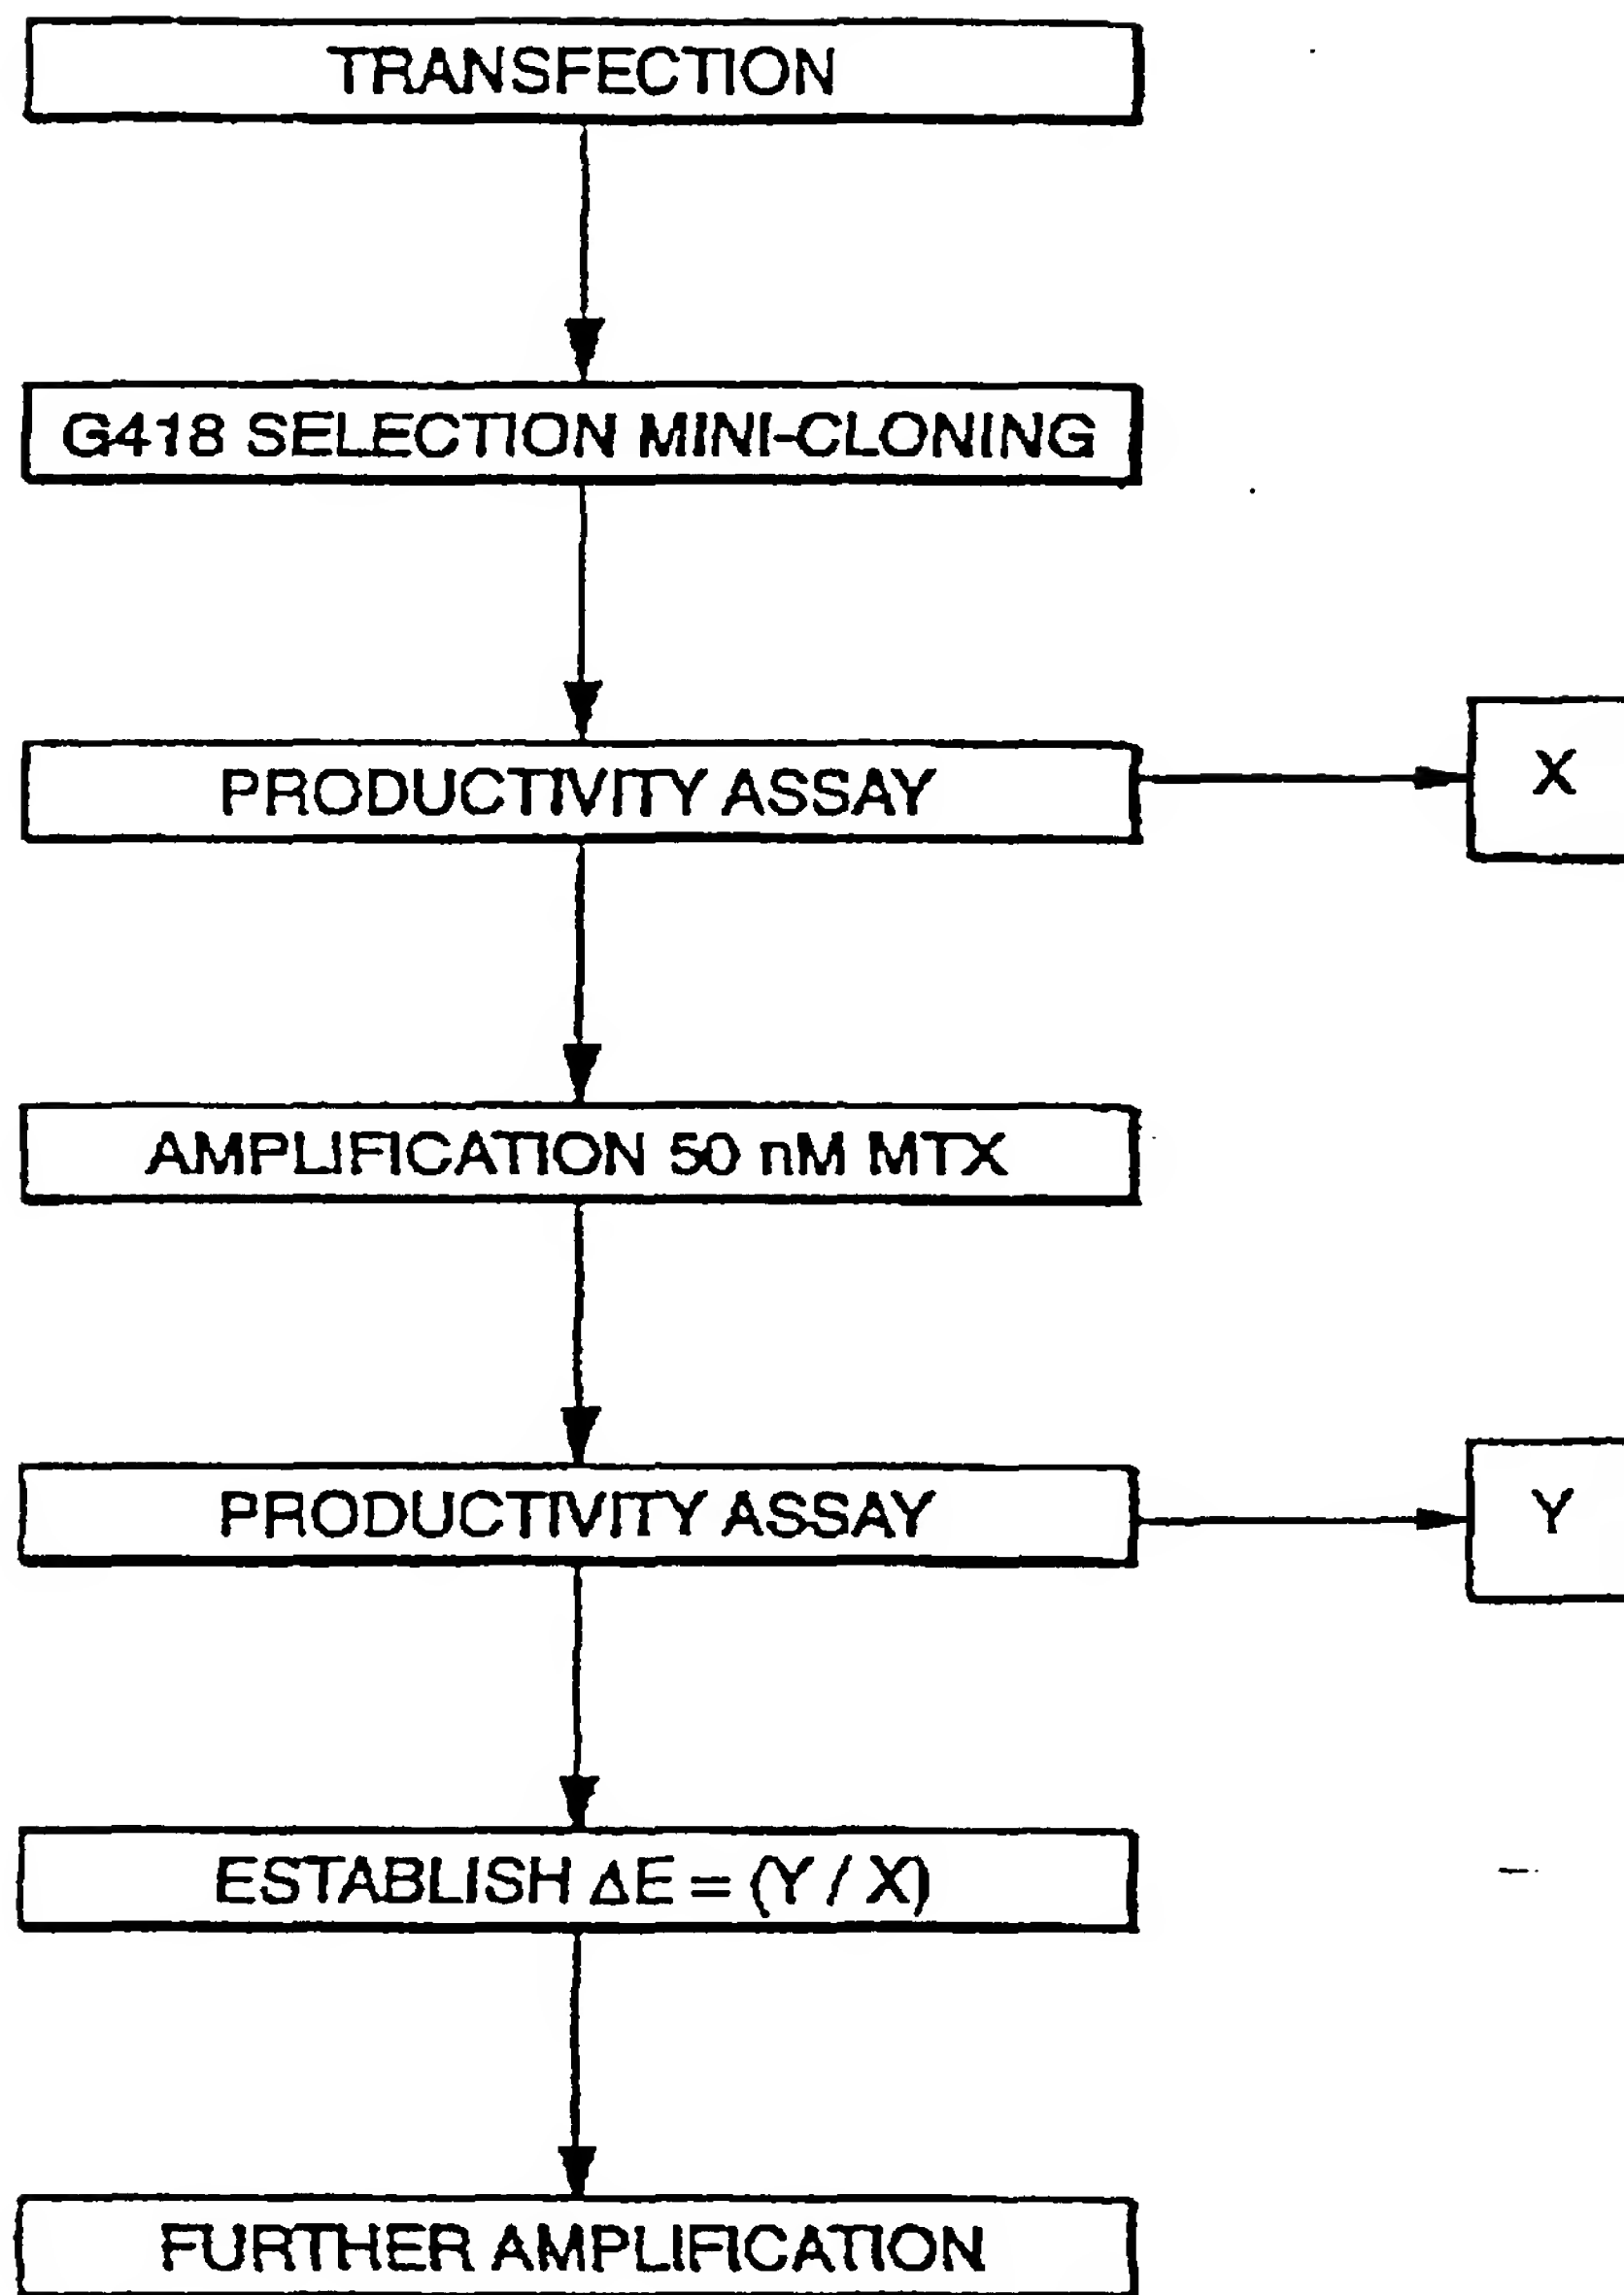 TRANSFECTION
G418 SELECTION MINI-CLONING
PRODUCTIVITY ASSAY
X
AMPLIFICATION 50 nM MTX
PRODUCTIVITY ASSAY
Y
ESTABLISH ΔE = (Y / X)
FURTHER AMPLIFICATION